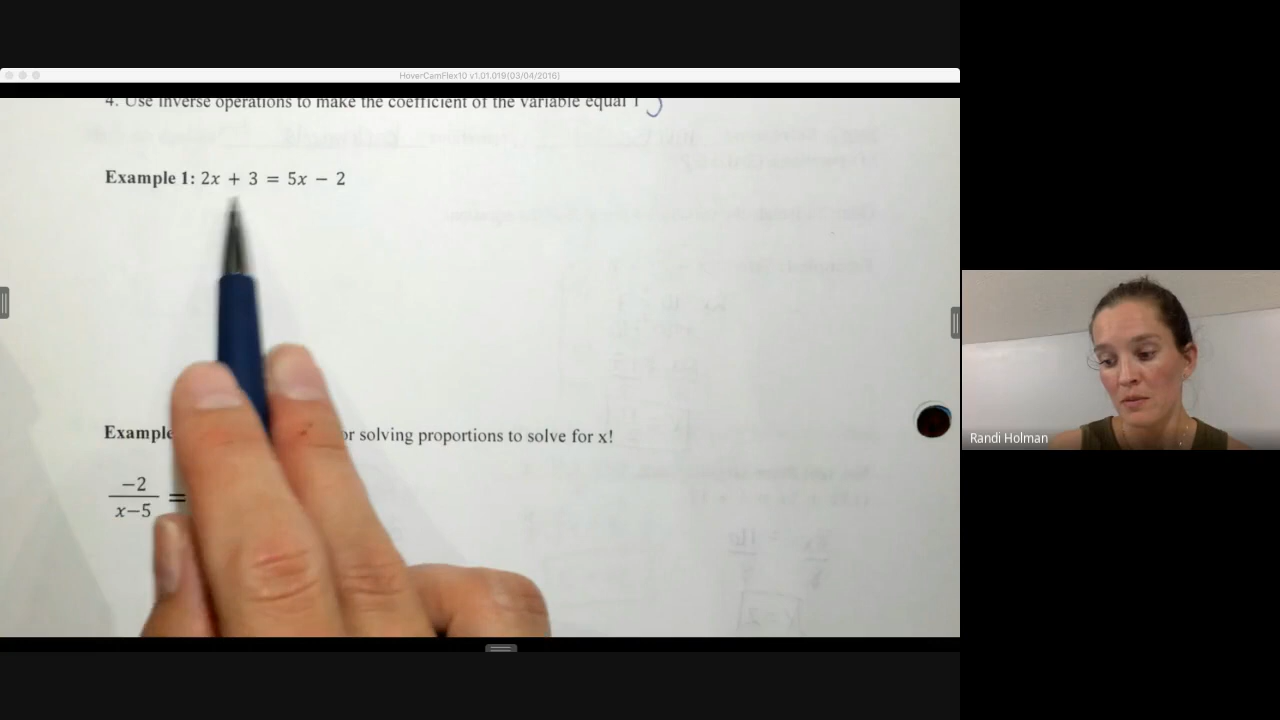 HoverCamFlex10 v1.01.019(03/04/2016)
4. Use inverse operations to make the coefficient of the variable equal 1
Example 1: 2x + 3 = 5x − 2
Example or solving proportions to solve for x!
−2
x−5 =
Randi Holman